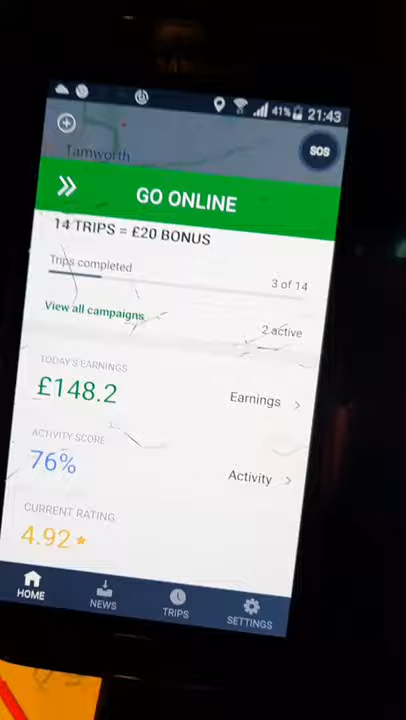 41% 21:43
Tamworth
SOS
GO ONLINE
14 TRIPS = £20 BONUS
Trips completed
3 of 14
View all campaigns
2 active
TODAY'S EARNINGS
£148.2
Earnings
ACTIVITY SCORE
76%
Activity
CURRENT RATING
4.92
HOME
NEWS
TRIPS
SETTINGS